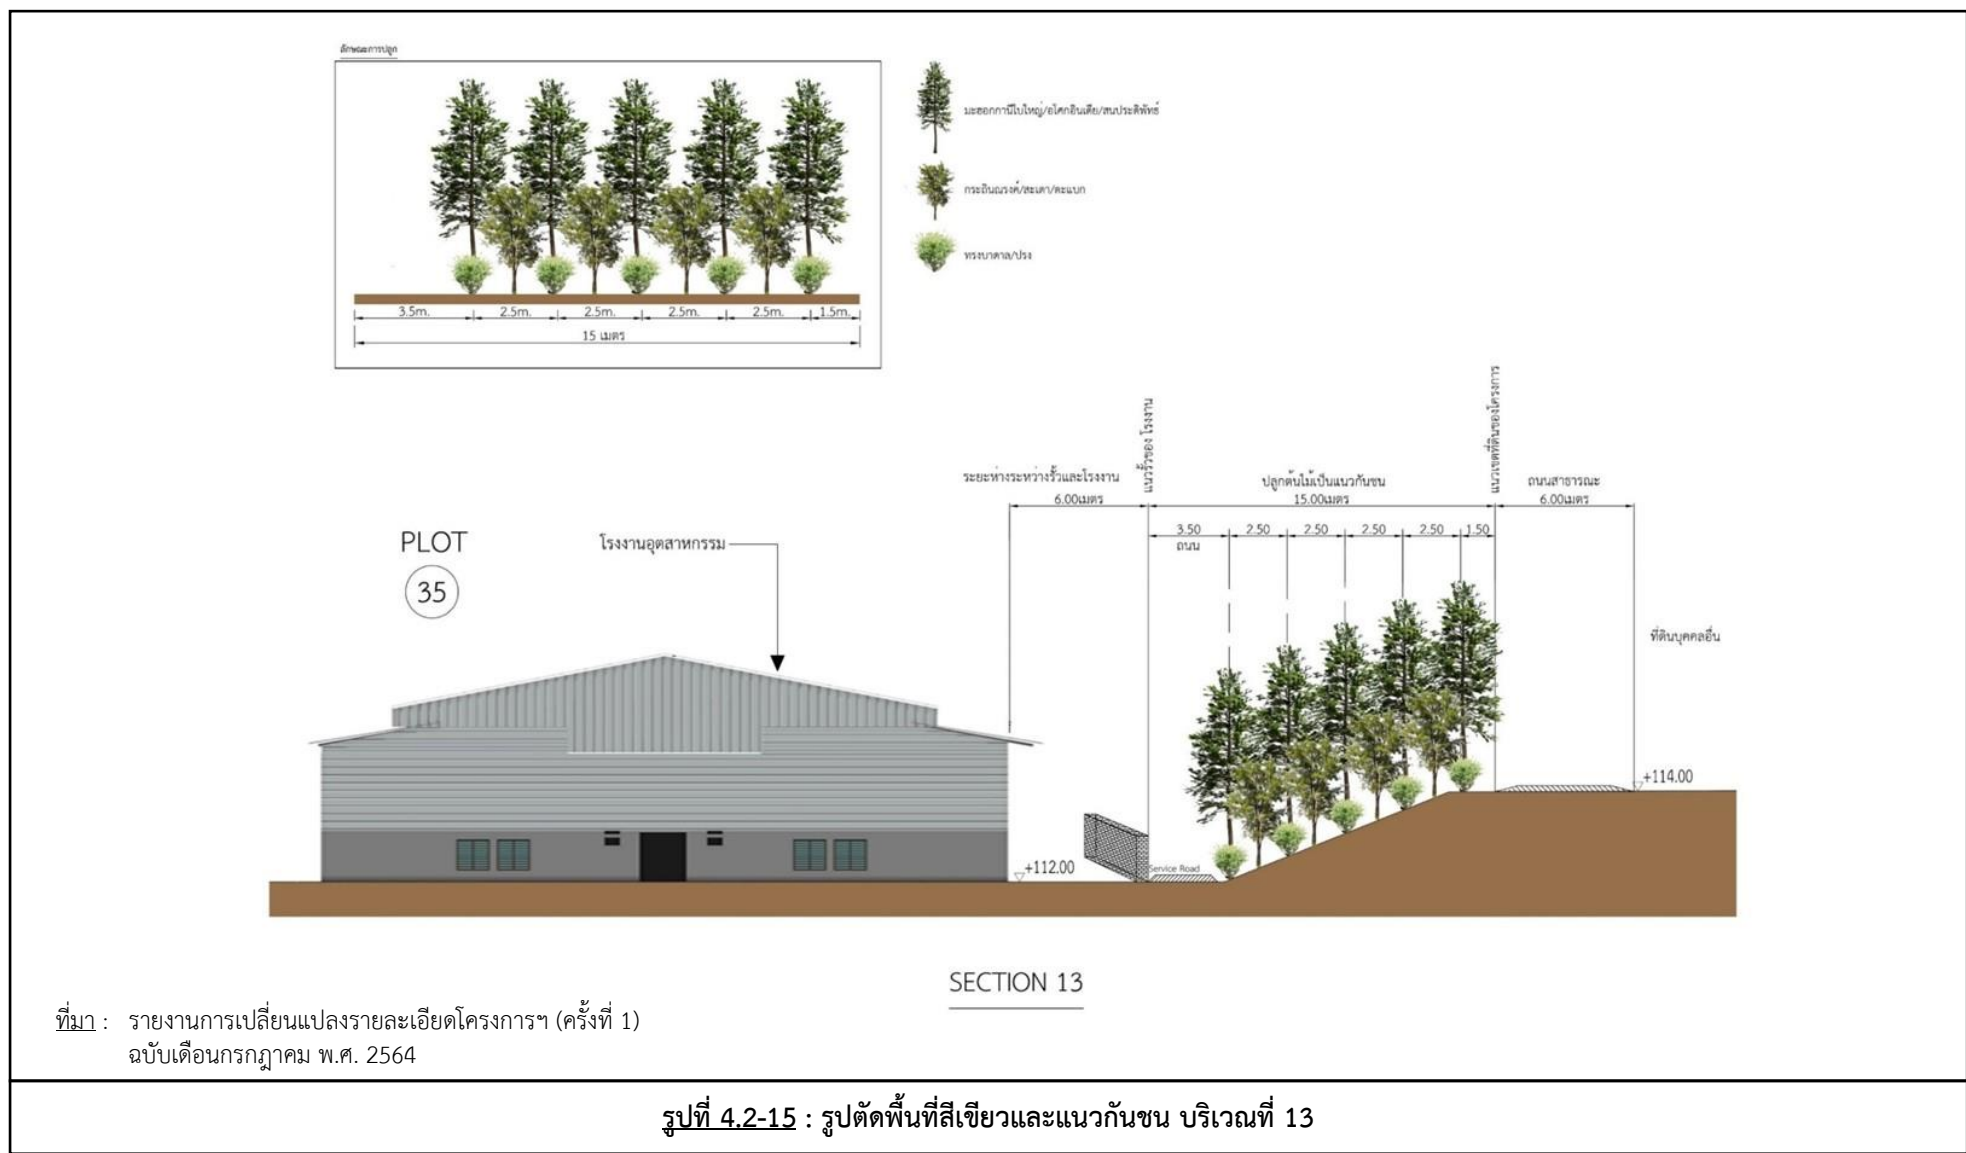 ลักษณะการปลูก
มะฮอกกานีใบใหญ่/อโศกอินเดีย/สนประดิพัทธ์
กระถินณรงค์/สะเดา/ตะแบก
ทรงบาดาล/ปรง
3.5m. 2.5m. 2.5m. 2.5m. 2.5m. 1.5m.
15 เมตร
แนวรั้วของ โรงงาน
แนวเขตที่ดินของโครงการ
ระยะห่างระหว่างรั้วและโรงงาน ปลูกต้นไม้เป็นแนวกันชน ถนนสาธารณะ
6.00เมตร 15.00เมตร 6.00เมตร
3.50 2.50 2.50 2.50 2.50 1.50
ถนน
PLOT
35
โรงงานอุตสาหกรรม
ที่ดินบุคคลอื่น
+114.00
+112.00
Service Road
SECTION 13
ที่มา : รายงานการเปลี่ยนแปลงรายละเอียดโครงการฯ (ครั้งที่ 1)
ฉบับเดือนกรกฎาคม พ.ศ. 2564
รูปที่ 4.2-15 : รูปตัดพื้นที่สีเขียวและแนวกันชน บริเวณที่ 13